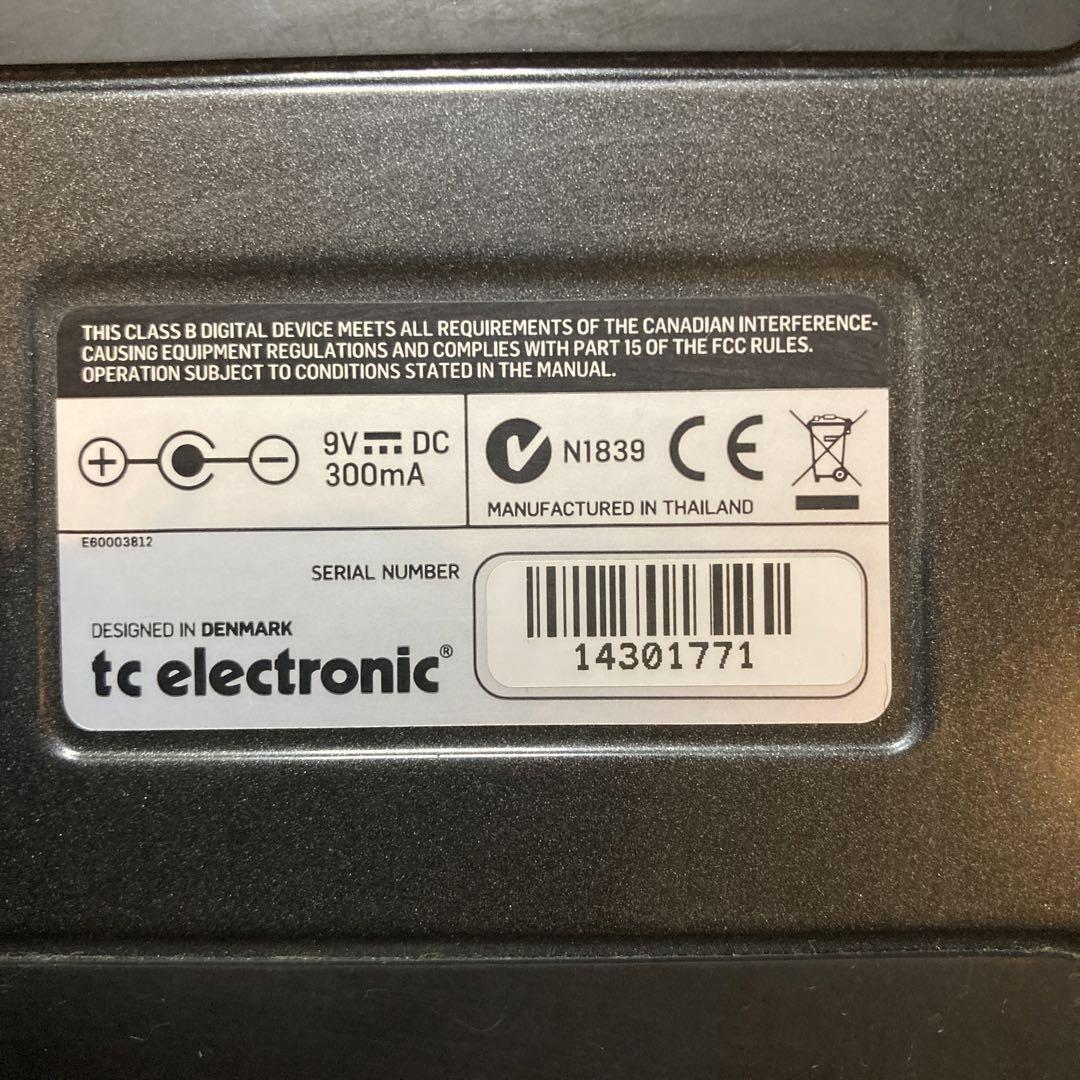 THIS CLASS B DIGITAL DEVICE MEETS ALL REQUIREMENTS OF THE CANADIAN INTERFERENCE-
CAUSING EQUIPMENT REGULATIONS AND COMPLIES WITH PART 15 OF THE FCC RULES.
OPERATION SUBJECT TO CONDITIONS STATED IN THE MANUAL.
9V DC
300mA
N1839 CE
MANUFACTURED IN THAILAND
E60003812
SERIAL NUMBER
14301771
DESIGNED IN DENMARK
tc electronic®